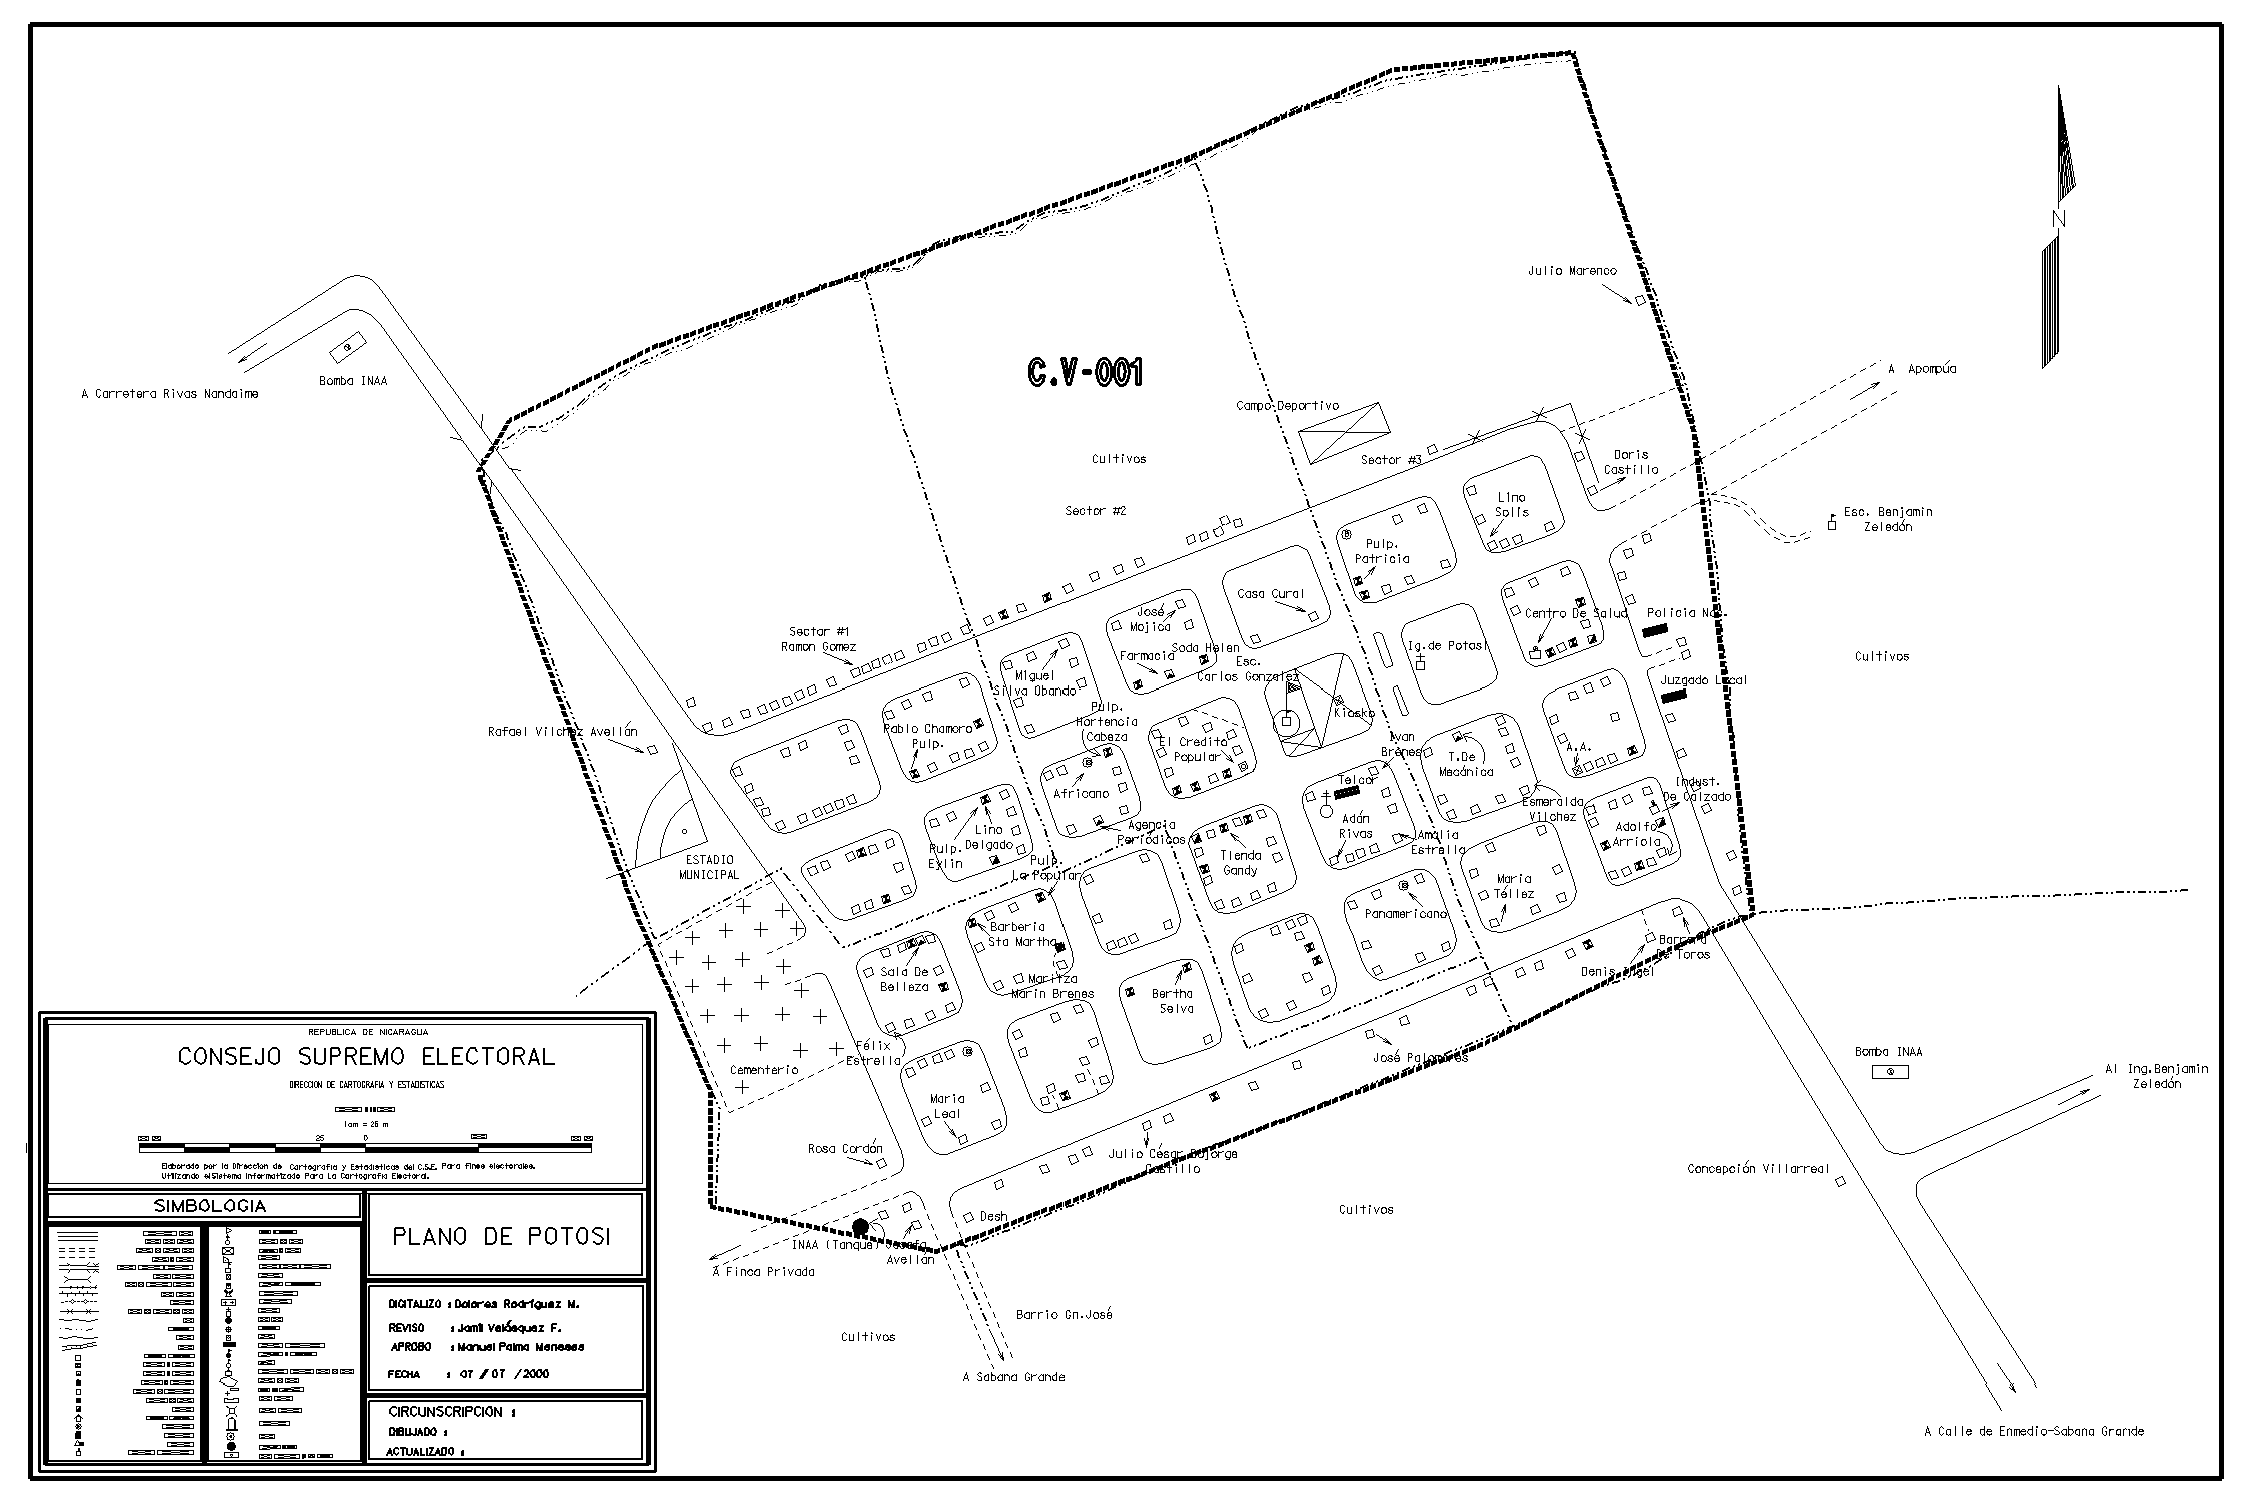 Julio Marenco
N
C.V-001
A Apompúa
Bomba INAA
A Carretera Rivas Nandaime
Campo Deportivo
Cultivos
Sector #3
Doris
Castillo
Lino
Solis
Sector #2
Esc. Benjamin
Zeledón
Pulp.
Patricia
Casa Cural
José
Mojica
Centro De Salud
Policia Nac.
Sector #1
Ramon Gomez
Ig.de Potosi
Soda Helen
Farmacia
Esc.
Carlos Gonzalez
Cultivos
Miguel
Silva Obando
Juzgado Local
Pulp.
Hortencia
Cabeza
Kiosko
Rafael Vilchez Avellán
Pablo Chamoro
Pulp.
El Credito
Popular
Ivan
Brenes
A.A.
T.De
Mecánica
Telcor
Indust.
De Calzado
Africano
Esmeralda
Vilchez
Adán
Rivas
Agencia
Periódicos
Amalia
Estrella
Adolfo
Arriola
Lino
Delgado
Pulp.
Eylin
Tienda
Gandy
ESTADIO
MUNICIPAL
Pulp.
La Popular
Maria
Téllez
Panamericano
Barberia
Sta Martha
Barrera
De Toros
Sala De
Belleza
Denis Angel
Maritza
Marin Brenes
Bertha
Selva
Félix
Estrella
José Palomares
Cementerio
Bomba INAA
Al Ing.Benjamin
Zeledón
Maria
Leal
Rosa Cordón
Julio César Bojorge
Castillo
Concepción Villarreal
Cultivos
Desh
INAA (Tanque)
Josefa
Avellán
A Finca Privada
Barrio Gn.José
Cultivos
A Sabana Grande
A Calle de Enmedio-Sabana Grande
REPUBLICA DE NICARAGUA
CONSEJO SUPREMO ELECTORAL
DIRECCION DE CARTOGRAFIA Y ESTADISTICAS
1cm = 25 m
25 0
Elaborado por la Direccion de Cartografia y Estadisticas del C.S.E. Para fines electorales.
Utilizando el Sistema Informatizado Para La Cartografia Electoral.
SIMBOLOGIA
PLANO DE POTOSI
DIGITALIZO : Dolores Rodríguez M.
REVISO : Jamil Velásquez F.
APROBO : Manuel Palma Meneses
FECHA : 07 / 07 / 2000
CIRCUNSCRIPCION :
DIBUJADO :
ACTUALIZADO :